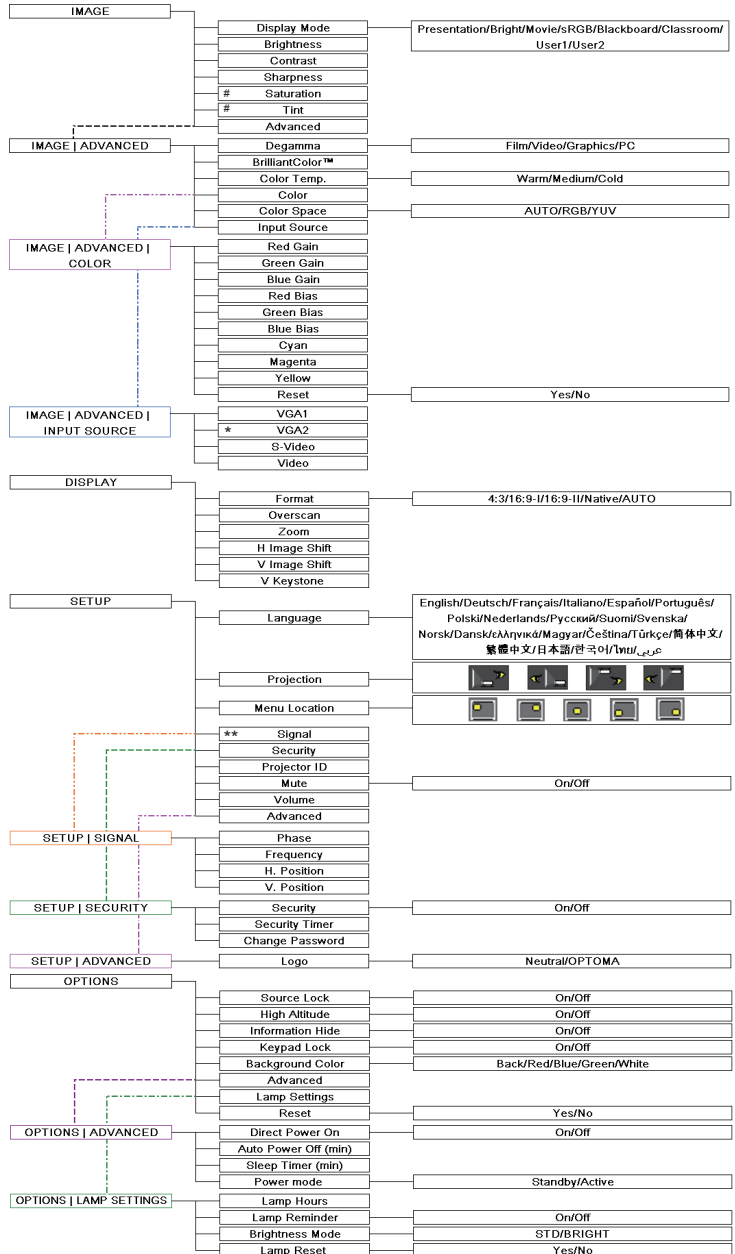 IMAGE
Display Mode
Presentation/Bright/Movie/sRGB/Blackboard/Classroom/
User1/User2
Brightness
Contrast
Sharpness
# Saturation
# Tint
Advanced
IMAGE | ADVANCED
Degamma
Film/Video/Graphics/PC
BrilliantColor™
Color Temp.
Warm/Medium/Cold
Color
Color Space
AUTO/RGB/YUV
Input Source
IMAGE | ADVANCED |
COLOR
Red Gain
Green Gain
Blue Gain
Red Bias
Green Bias
Blue Bias
Cyan
Magenta
Yellow
Reset
Yes/No
IMAGE | ADVANCED |
INPUT SOURCE
VGA1
* VGA2
S-Video
Video
DISPLAY
Format
4:3/16:9-I/16:9-II/Native/AUTO
Overscan
Zoom
H Image Shift
V Image Shift
V Keystone
SETUP
Language
English/Deutsch/Français/Italiano/Español/Português/
Polski/Nederlands/Русский/Suomi/Svenska/
Norsk/Dansk/ελληνικά/Magyar/Čeština/Türkçe/简体中文/
繁體中文/日本語/한국어/ไทย/عربي
Projection
Menu Location
** Signal
Security
Projector ID
Mute
On/Off
Volume
Advanced
SETUP | SIGNAL
Phase
Frequency
H. Position
V. Position
SETUP | SECURITY
Security
On/Off
Security Timer
Change Password
SETUP | ADVANCED
Logo
Neutral/OPTOMA
OPTIONS
Source Lock
On/Off
High Altitude
On/Off
Information Hide
On/Off
Keypad Lock
On/Off
Background Color
Back/Red/Blue/Green/White
Advanced
Lamp Settings
Reset
Yes/No
OPTIONS | ADVANCED
Direct Power On
On/Off
Auto Power Off (min)
Sleep Timer (min)
Power mode
Standby/Active
OPTIONS | LAMP SETTINGS
Lamp Hours
Lamp Reminder
On/Off
Brightness Mode
STD/BRIGHT
Lamp Reset
Yes/No